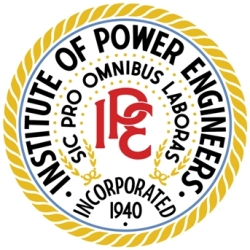 · INSTITUTE OF POWER ENGINEERS ·
SIC PRO OMNIBUS LABORAS
IPE
INCORPORATED
1940